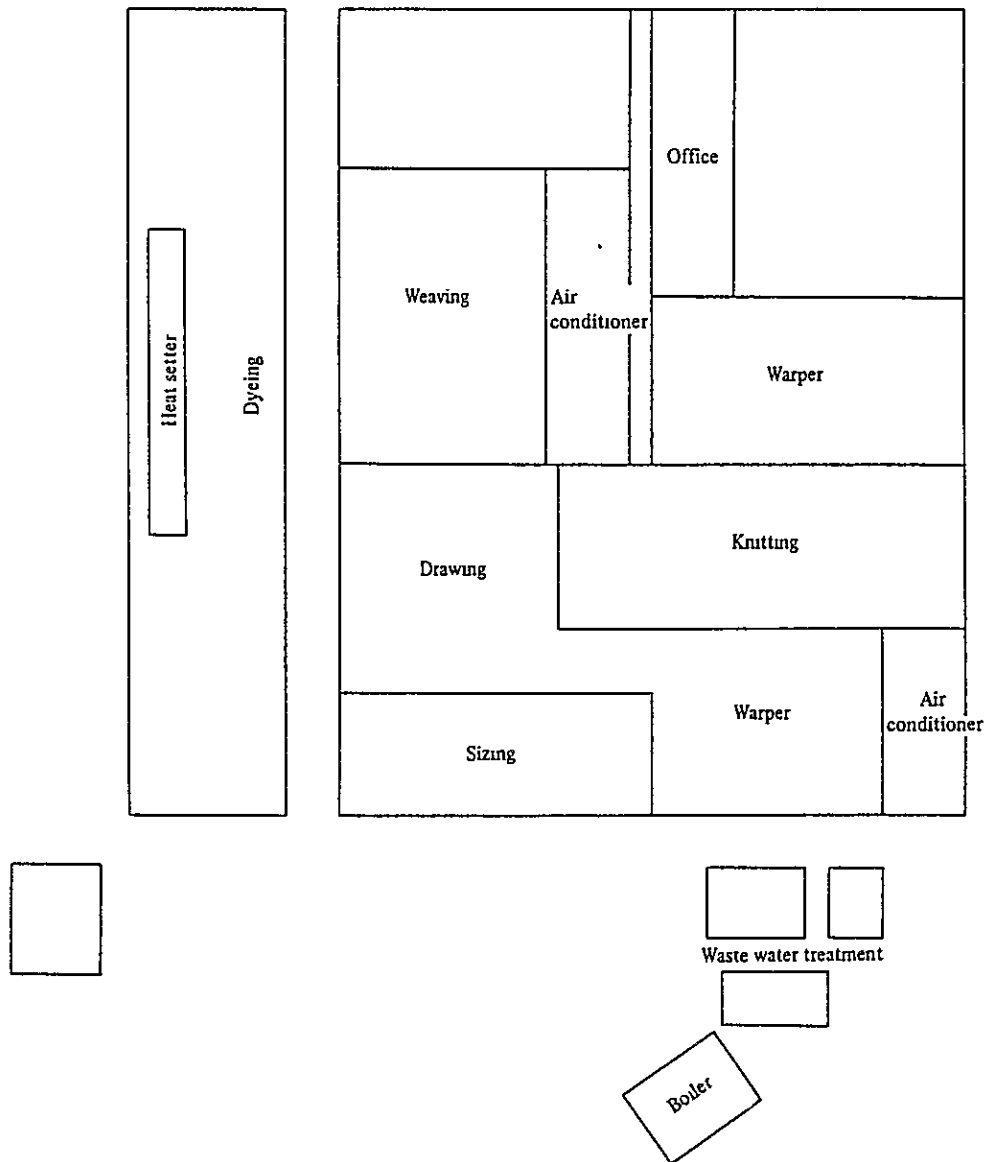 Office
Weaving
Air
conditioner
Heat setter
Dyeing
Warper
Knitting
Drawing
Warper
Air
conditioner
Sizing
Waste water treatment
Boiler